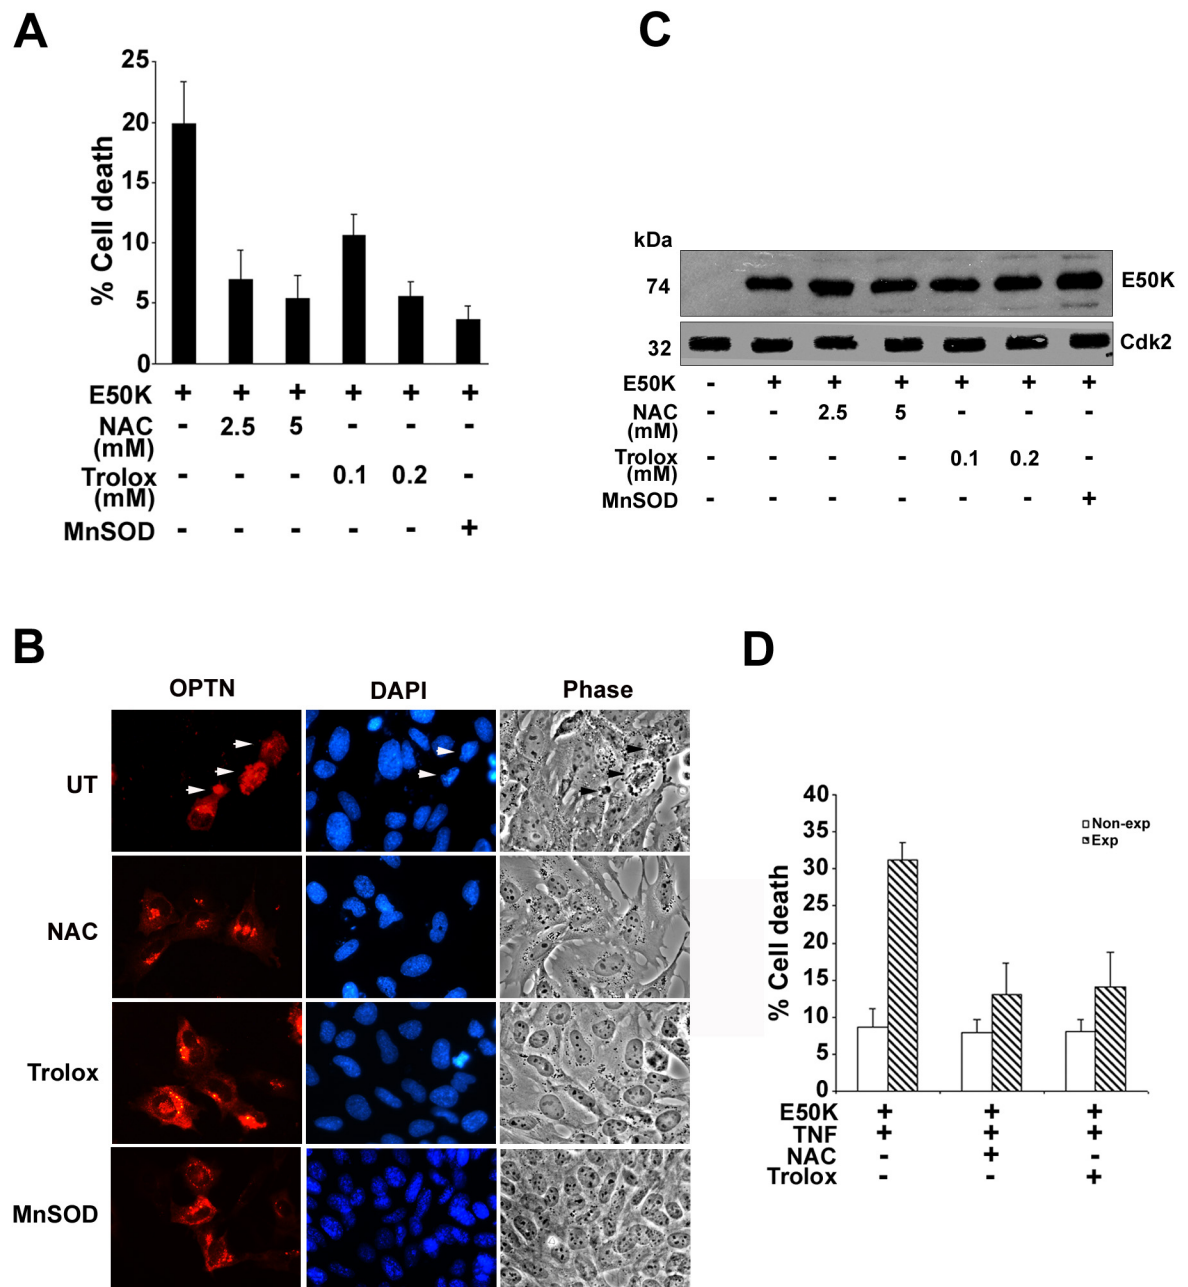 A
25
20
15
10
5
0
% Cell death
E50K + + + + + +
NAC (mM) - 2.5 5 - - -
Trolox (mM) - - - 0.1 0.2 -
MnSOD - - - - - +
C
kDa
74
E50K
32
Cdk2
E50K - + + + + + +
NAC (mM) - - 2.5 5 - - -
Trolox (mM) - - - - 0.1 0.2 -
MnSOD - - - - - - +
B
OPTN DAPI Phase
UT
NAC
Trolox
MnSOD
D
40
35
30
25
20
15
10
5
0
% Cell death
Non-exp
Exp
E50K + + +
TNF + + +
NAC - + -
Trolox - - +